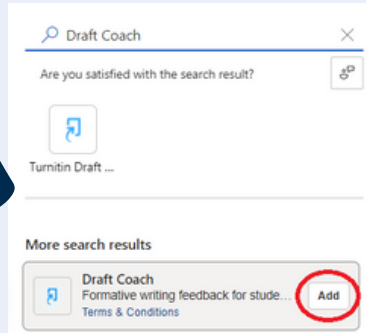 Draft Coach
Are you satisfied with the search result?
Turnitin Draft ...
More search results
Draft Coach
Formative writing feedback for stude...
Add
Terms & Conditions